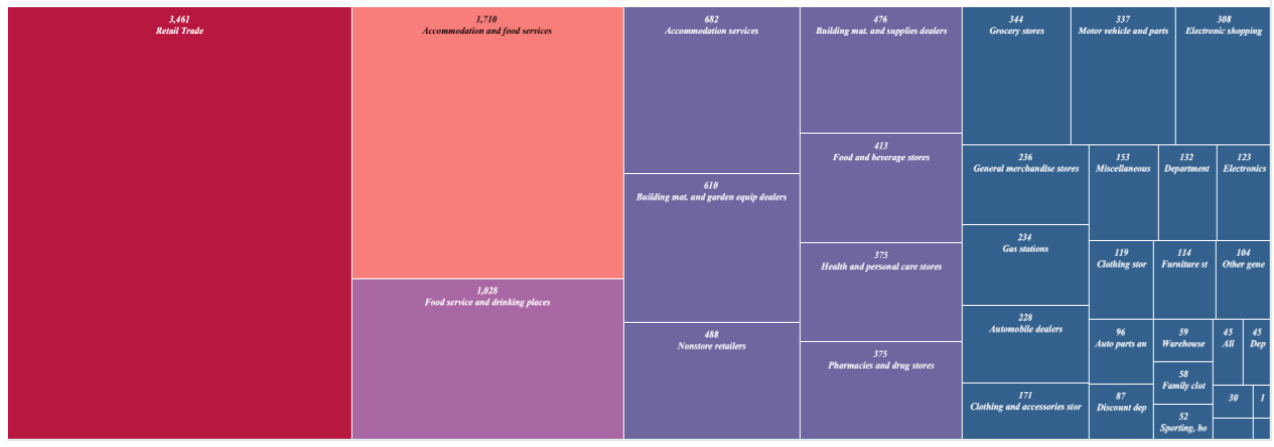 3,461
Retail Trade
1,710
Accommodation and food services
1,028
Food service and drinking places
682
Accommodation services
610
Building mat. and garden equip dealers
488
Nonstore retailers
476
Building mat. and supplies dealers
413
Food and beverage stores
375
Health and personal care stores
375
Pharmacies and drug stores
344
Grocery stores
337
Motor vehicle and parts
308
Electronic shopping
236
General merchandise stores
234
Gas stations
228
Automobile dealers
171
Clothing and accessories stor
153
Miscellaneous
132
Department
123
Electronics
119
Clothing stor
114
Furniture st
104
Other gene
96
Auto parts an
87
Discount dep
59
Warehouse
58
Family clot
52
Sporting, bo
45
All
45
Dep
30
1